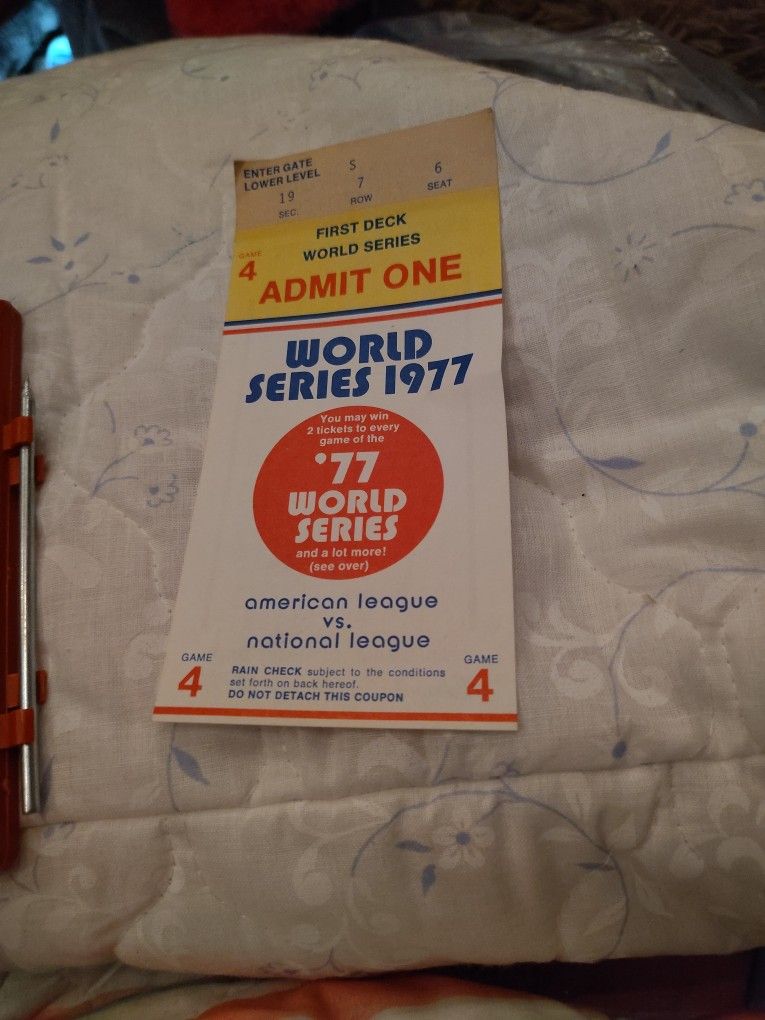 ENTER GATE S 6
LOWER LEVEL 7 SEAT
19 ROW
SEC.
FIRST DECK
WORLD SERIES
GAME
4
ADMIT ONE
WORLD
SERIES 1977
You may win
2 tickets to every
game of the
'77
WORLD
SERIES
and a lot more!
(see over)
american league
vs.
national league
GAME
4
RAIN CHECK subject to the conditions
set forth on back hereof.
DO NOT DETACH THIS COUPON
GAME
4